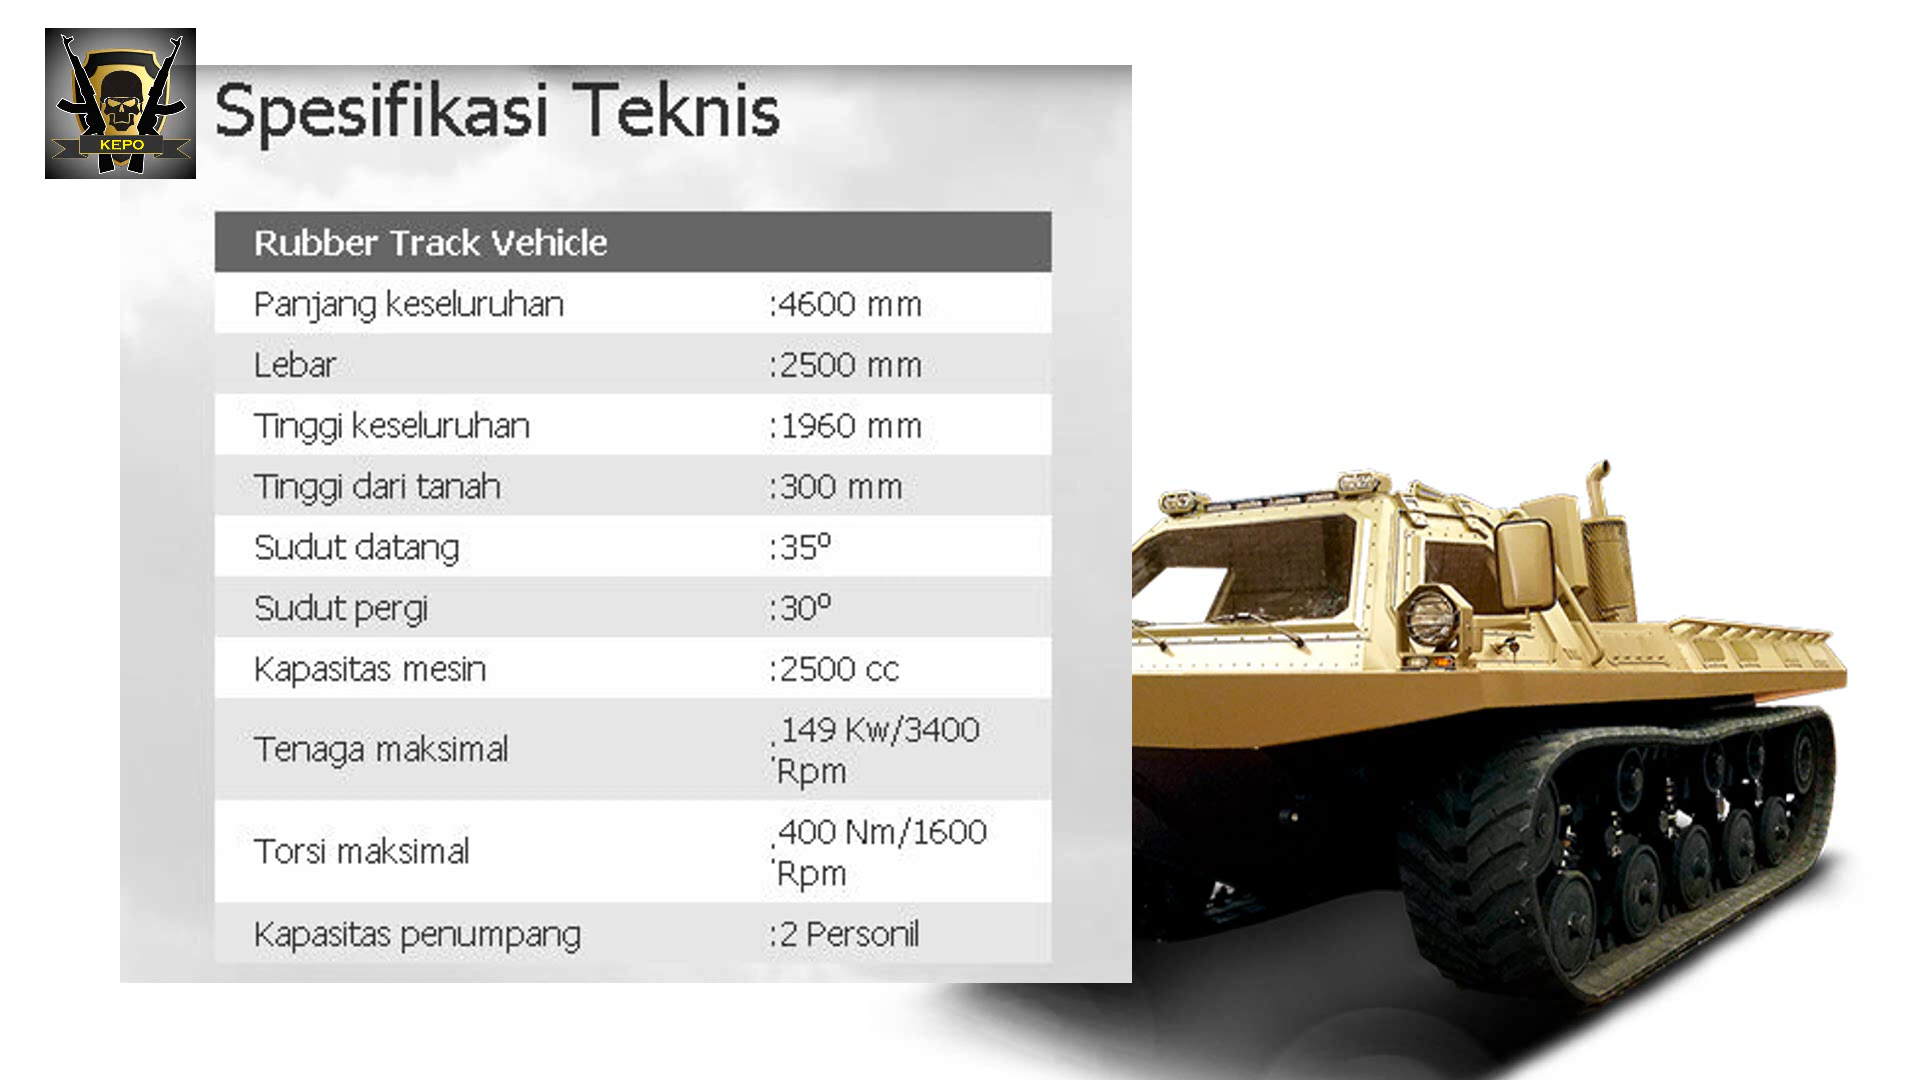 KEPO
Spesifikasi Teknis
Rubber Track Vehicle
Panjang keseluruhan :4600 mm
Lebar :2500 mm
Tinggi keseluruhan :1960 mm
Tinggi dari tanah :300 mm
Sudut datang :35º
Sudut pergi :30º
Kapasitas mesin :2500 cc
Tenaga maksimal :149 Kw/3400
Rpm
Torsi maksimal :400 Nm/1600
Rpm
Kapasitas penumpang :2 Personil